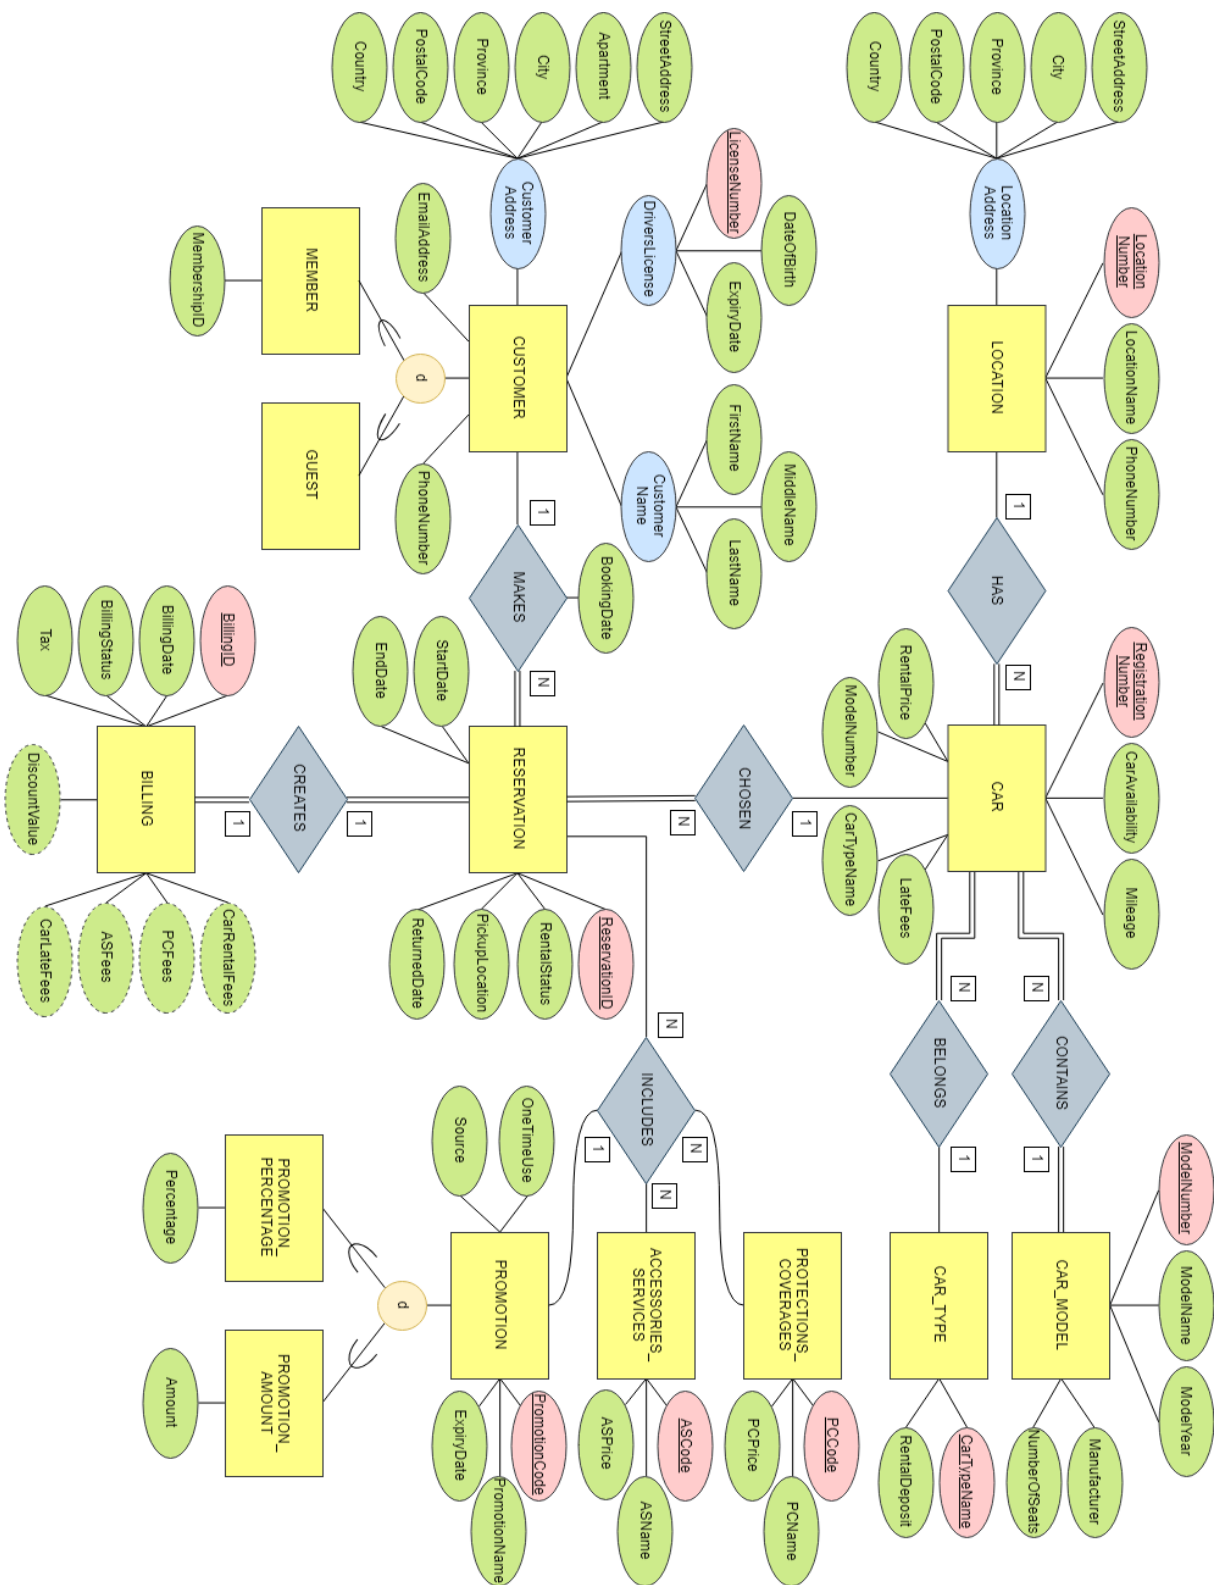 ModelNumber
ModelName
ModelYear
StreetAddress
City
Province
PostalCode
Country
Location
Address
Location
Number
LocationName
PhoneNumber
LOCATION
1
HAS
N
Registration
Number
CarAvailability
Mileage
CAR
RentalPrice
ModelNumber
LateFees
CarTypeName
N
CONTAINS
1
CAR_MODEL
Manufacturer
NumberOfSeats
N
BELONGS
1
CAR_TYPE
CarTypeName
RentalDeposit
1
CHOSEN
N
StreetAddress
Apartment
City
Province
PostalCode
Country
Customer
Address
LicenseNumber
DateOfBirth
ExpiryDate
DriversLicense
FirstName
MiddleName
LastName
Customer
Name
CUSTOMER
EmailAddress
PhoneNumber
d
MEMBER
MembershipID
GUEST
1
MAKES
N
BookingDate
RESERVATION
StartDate
EndDate
ReservationID
RentalStatus
PickupLocation
ReturnedDate
N
INCLUDES
N
N
1
PROTECTIONS_
COVERAGES
PCCode
PCName
PCPrice
ACCESSORIES_
SERVICES
ASCode
ASName
ASPrice
PROMOTION
OneTimeUse
Source
PromotionCode
PromotionName
ExpiryDate
d
PROMOTION_
PERCENTAGE
Percentage
PROMOTION_
AMOUNT
Amount
1
CREATES
1
BILLING
BillingID
BillingDate
BillingStatus
Tax
DiscountValue
CarRentalFees
PCFees
ASFees
CarLateFees